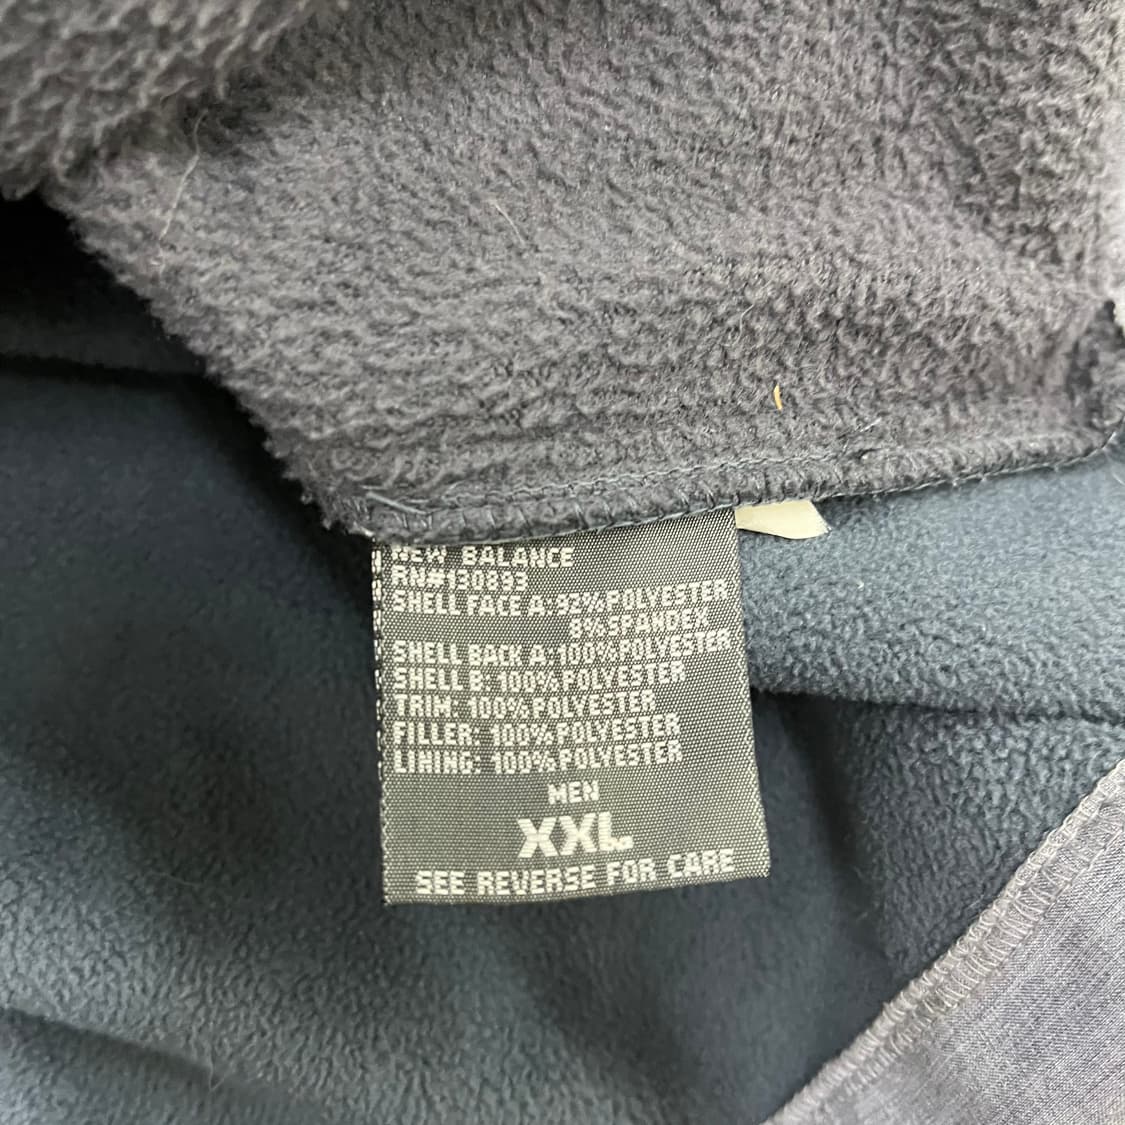 NEW BALANCE
RN#130893
SHELL FACE A: 92% POLYESTER
8% SPANDEX
SHELL BACK A: 100% POLYESTER
SHELL B: 100% POLYESTER
TRIM: 100% POLYESTER
FILLER: 100% POLYESTER
LINING: 100% POLYESTER
MEN
XXL
SEE REVERSE FOR CARE